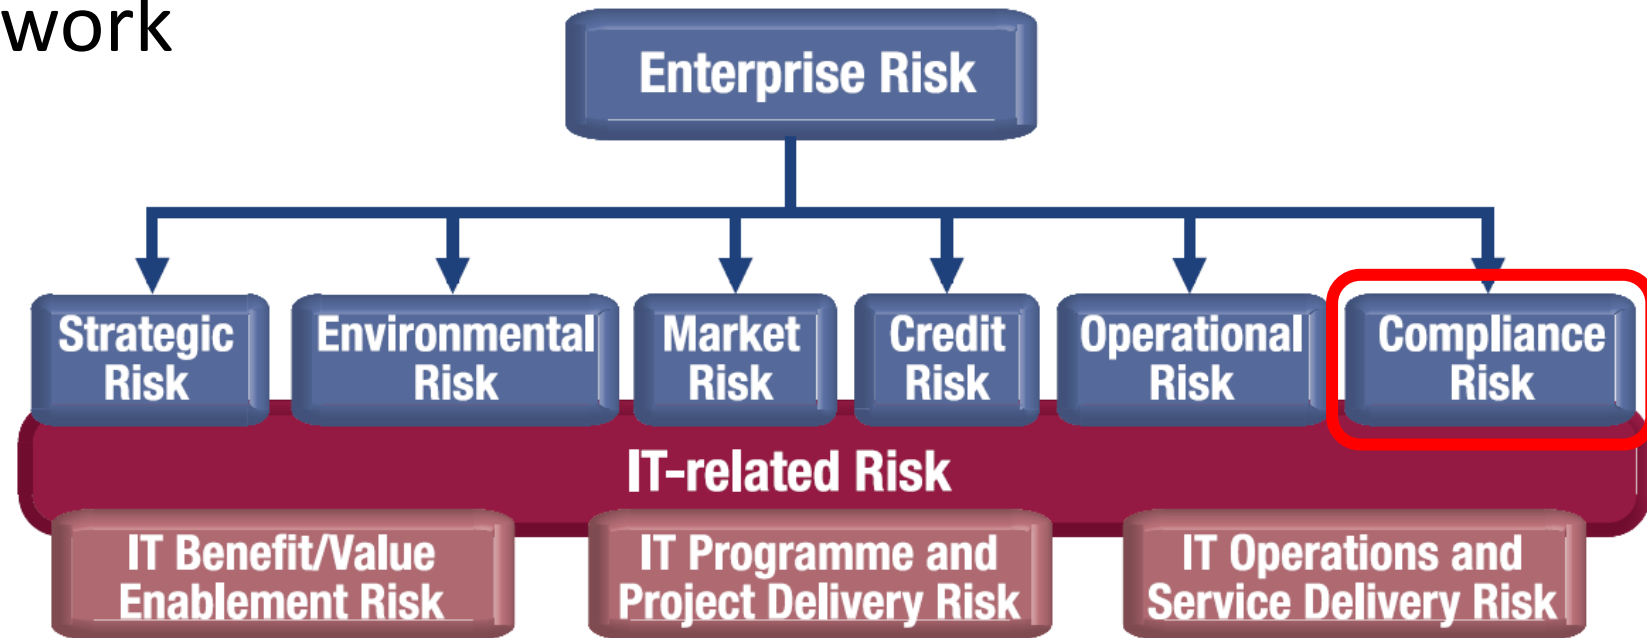 work
Enterprise Risk
Strategic
Risk
Environmental
Risk
Market
Risk
Credit
Risk
Operational
Risk
Compliance
Risk
IT-related Risk
IT Benefit/Value
Enablement Risk
IT Programme and
Project Delivery Risk
IT Operations and
Service Delivery Risk